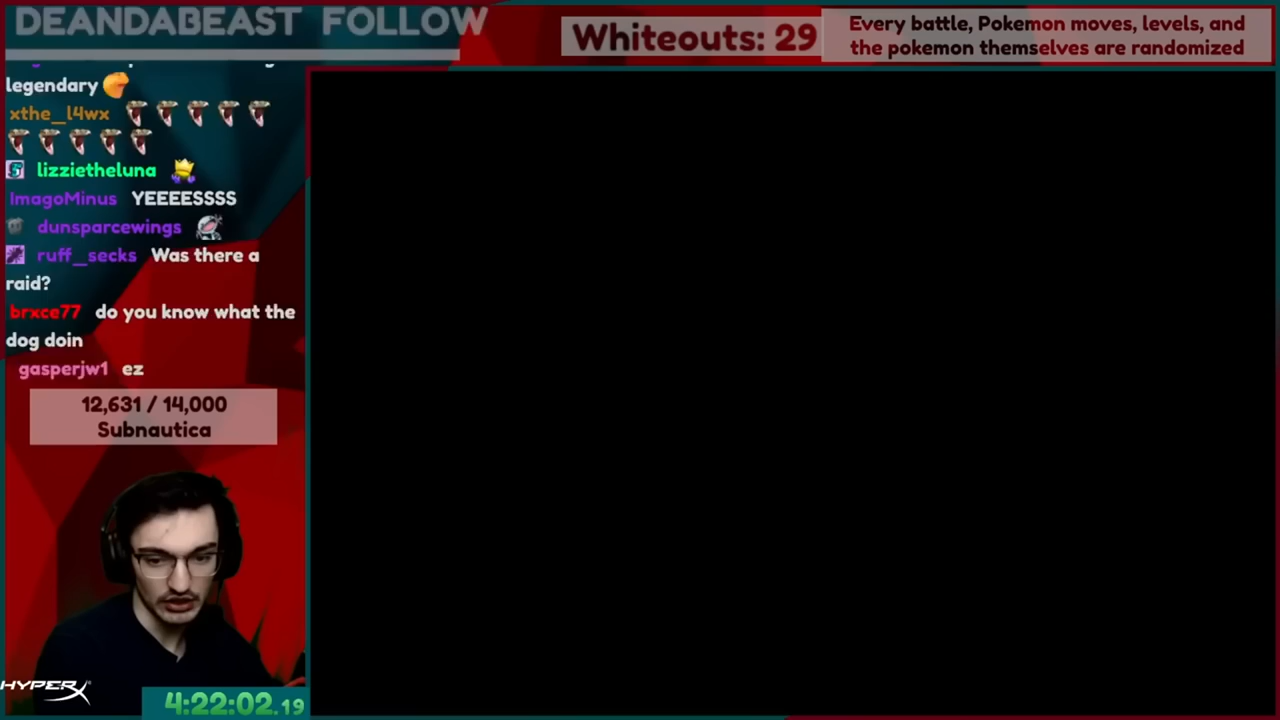 DEANDABEAST FOLLOW
Whiteouts: 29
Every battle, Pokemon moves, levels, and
the pokemon themselves are randomized
legendary
xthe_l4wx
lizzietheluna
ImagoMinus YEEEESSSS
dunsparcewings
ruff_secks Was there a
raid?
brxce77 do you know what the
dog doin
gasperjw1 ez
12,631 / 14,000
Subnautica
HYPERX
4:22:02.19